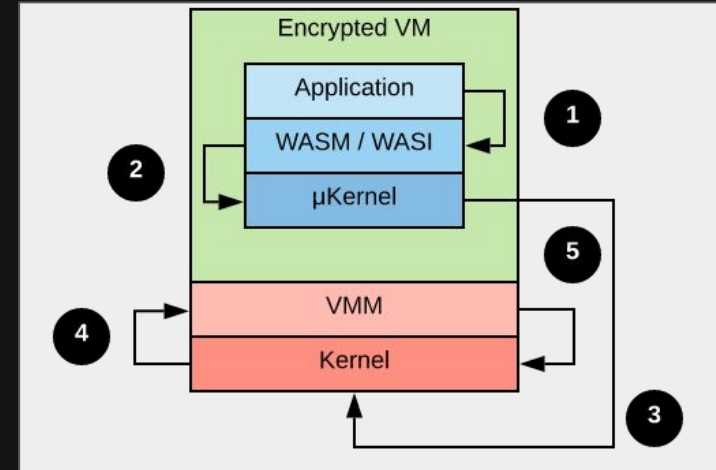 Encrypted VM
Application
1
WASM / WASI
2
μKernel
5
VMM
4
Kernel
3